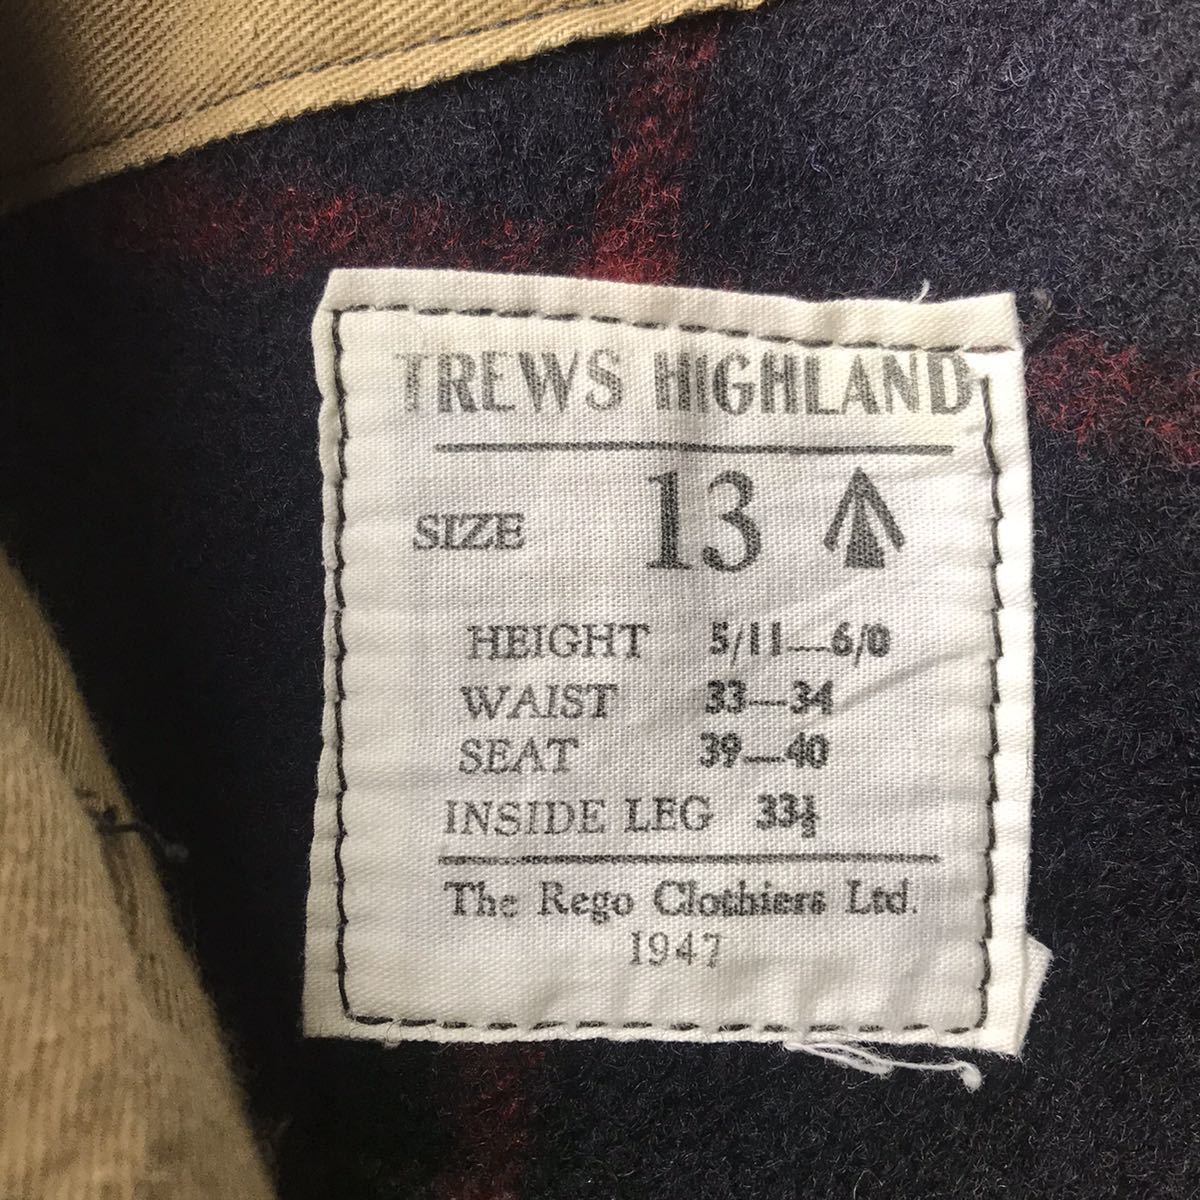 TREWS HIGHLAND
SIZE 13
HEIGHT 5/11—6/0
WAIST 33—34
SEAT 39—40
INSIDE LEG 33½
The Rego Clothiers Ltd.
1947